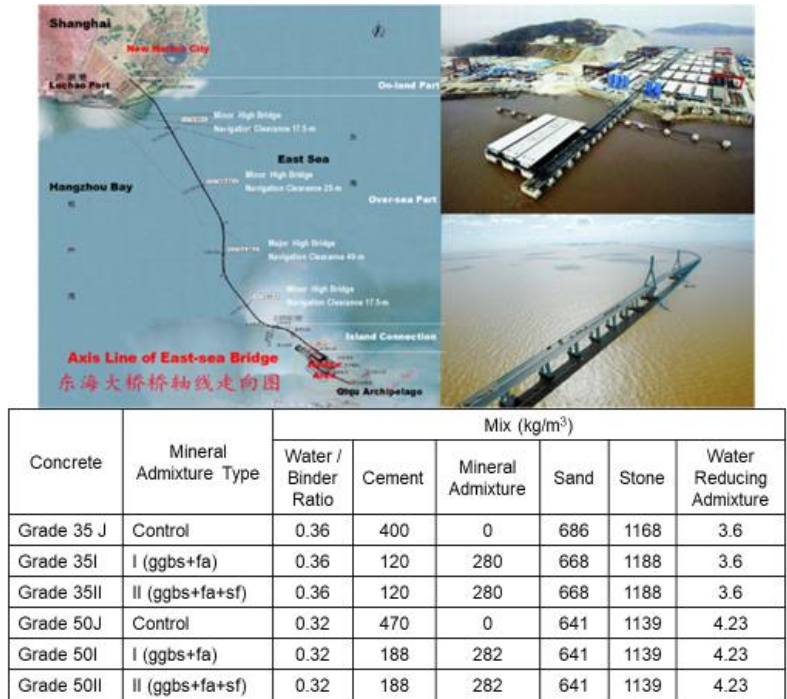 Shanghai
New Harbor City
Luchao Port
On-land Part
Minor High Bridge
Navigation Clearance 17.5 m
East Sea
Minor High Bridge
Navigation Clearance 25 m
Hangzhou Bay
Over-sea Part
Major High Bridge
Navigation Clearance 40 m
Minor High Bridge
Navigation Clearance 17.5 m
Island Connection
Axis Line of East-sea Bridge
东海大桥桥轴线走向图
Qiqu Archipelago
Concrete
Mineral
Admixture Type
Mix (kg/m³)
Water /
Binder
Ratio
Cement
Mineral
Admixture
Sand
Stone
Water
Reducing
Admixture
Grade 35 J Control 0.36 400 0 686 1168 3.6
Grade 35I I (ggbs+fa) 0.36 120 280 668 1188 3.6
Grade 35II II (ggbs+fa+sf) 0.36 120 280 668 1188 3.6
Grade 50J Control 0.32 470 0 641 1139 4.23
Grade 50I I (ggbs+fa) 0.32 188 282 641 1139 4.23
Grade 50II II (ggbs+fa+sf) 0.32 188 282 641 1139 4.23